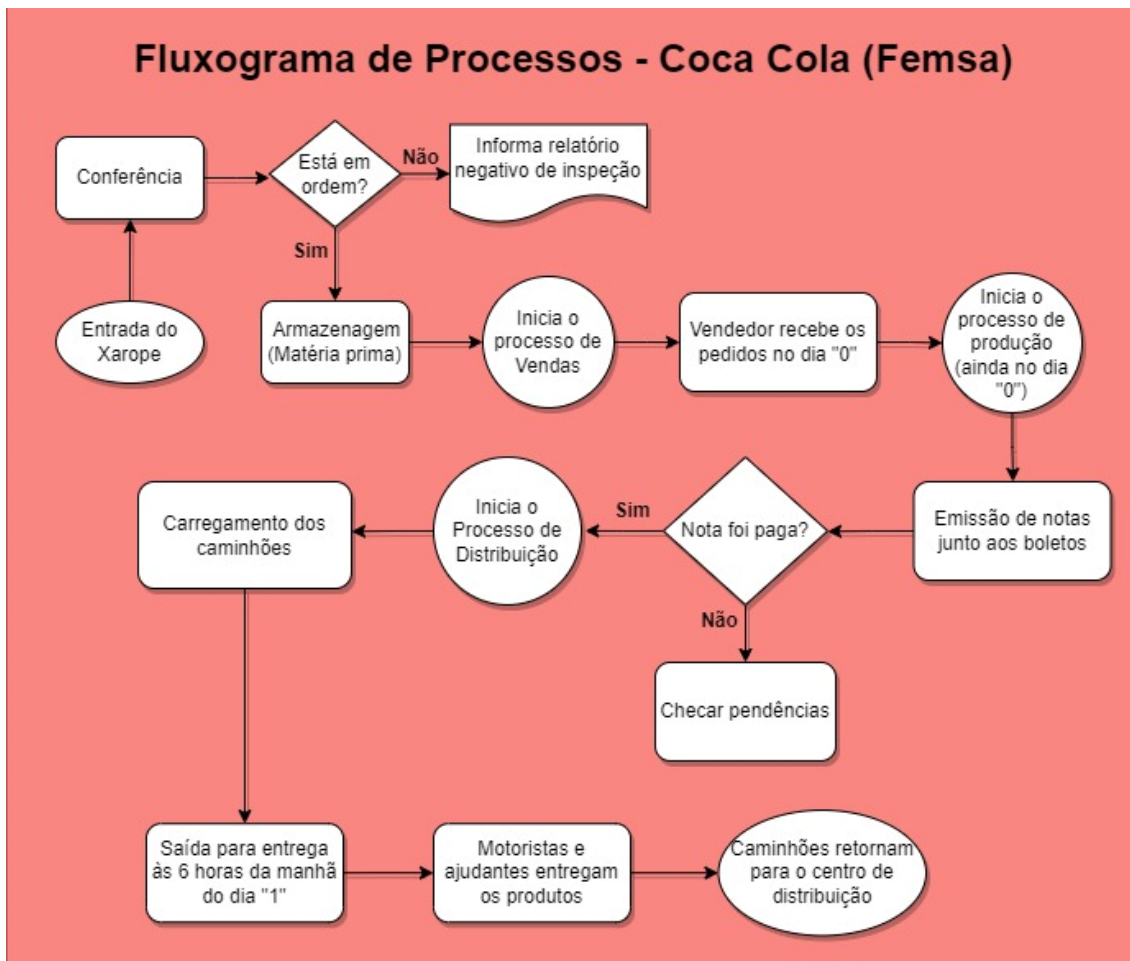 Fluxograma de Processos - Coca Cola (Femsa)
Conferência
Está em
ordem?
Não
Informa relatório
negativo de inspeção
Sim
Entrada do
Xarope
Armazenagem
(Matéria prima)
Inicia o
processo de
Vendas
Vendedor recebe os
pedidos no dia "0"
Inicia o
processo de
produção
(ainda no dia
"0")
Emissão de notas
junto aos boletos
Nota foi paga?
Sim
Inicia o
Processo de
Distribuição
Carregamento dos
caminhões
Não
Checar pendências
Saída para entrega
às 6 horas da manhã
do dia "1"
Motoristas e
ajudantes entregam
os produtos
Caminhões retornam
para o centro de
distribuição